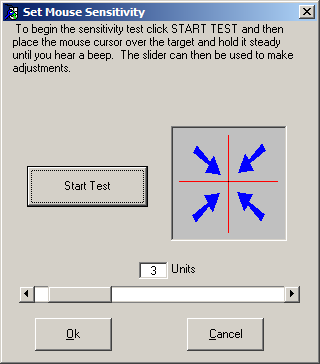 Set Mouse Sensitivity
To begin the sensitivity test click START TEST and then
place the mouse cursor over the target and hold it steady
until you hear a beep. The slider can then be used to make
adjustments.
Start Test
3 Units
Ok Cancel